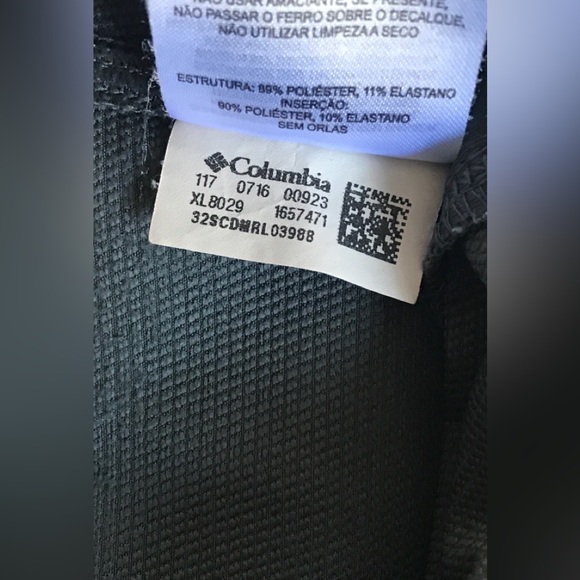 NÃO USAR AMACIANTE, SE PRESENTE,
NÃO PASSAR O FERRO SOBRE O DECALQUE,
NÃO UTILIZAR LIMPEZA A SECO
ESTRUTURA: 89% POLIÉSTER, 11% ELASTANO
INSERÇÃO:
90% POLIÉSTER, 10% ELASTANO
SEM ORLAS
Columbia
117 0716 00923
XL8029 1657471
32SCDMRL03988